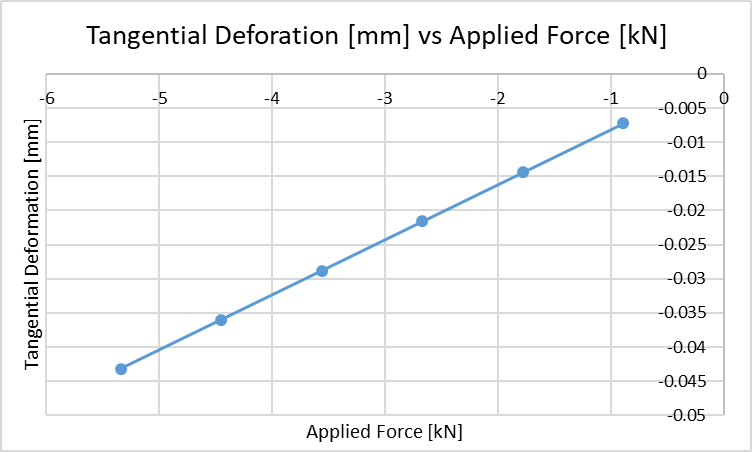 Tangential Deforation [mm] vs Applied Force [kN]
0
-6 -5 -4 -3 -2 -1 0
-0.005
-0.01
-0.015
-0.02
-0.025
-0.03
-0.035
-0.04
-0.045
-0.05
Tangential Deformation [mm]
Applied Force [kN]